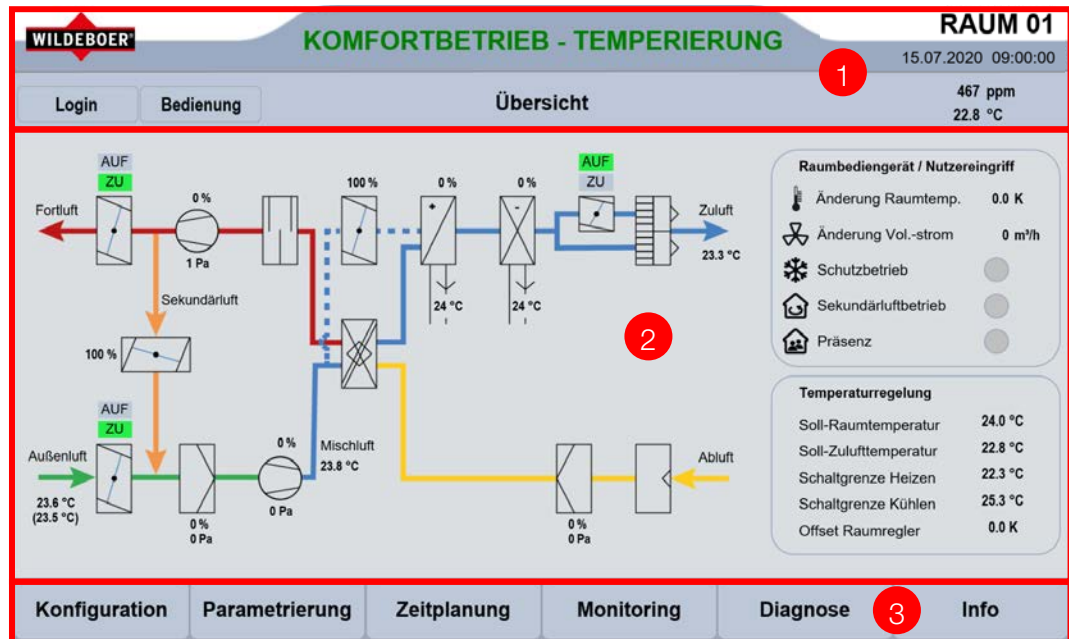 WILDEBOER®
KOMFORTBETRIEB - TEMPERIERUNG
RAUM 01
15.07.2020 09:00:00
1
Login
Bedienung
Übersicht
467 ppm
22.8 °C
AUF
ZU
Fortluft
0 %
1 Pa
100 %
0 %
+
24 °C
0 %
-
24 °C
AUF
ZU
Zuluft
23.3 °C
Sekundärluft
100 %
2
AUF
ZU
Außenluft
23.6 °C
(23.5 °C)
0 %
0 Pa
0 %
0 Pa
Mischluft
23.8 °C
0 %
0 Pa
Abluft
Raumbediengerät / Nutzereingriff
Änderung Raumtemp. 0.0 K
Änderung Vol.-strom 0 m³/h
Schutzbetrieb
Sekundärluftbetrieb
Präsenz
Temperaturregelung
Soll-Raumtemperatur 24.0 °C
Soll-Zulufttemperatur 22.8 °C
Schaltgrenze Heizen 22.3 °C
Schaltgrenze Kühlen 25.3 °C
Offset Raumregler 0.0 K
Konfiguration
Parametrierung
Zeitplanung
Monitoring
Diagnose
3
Info